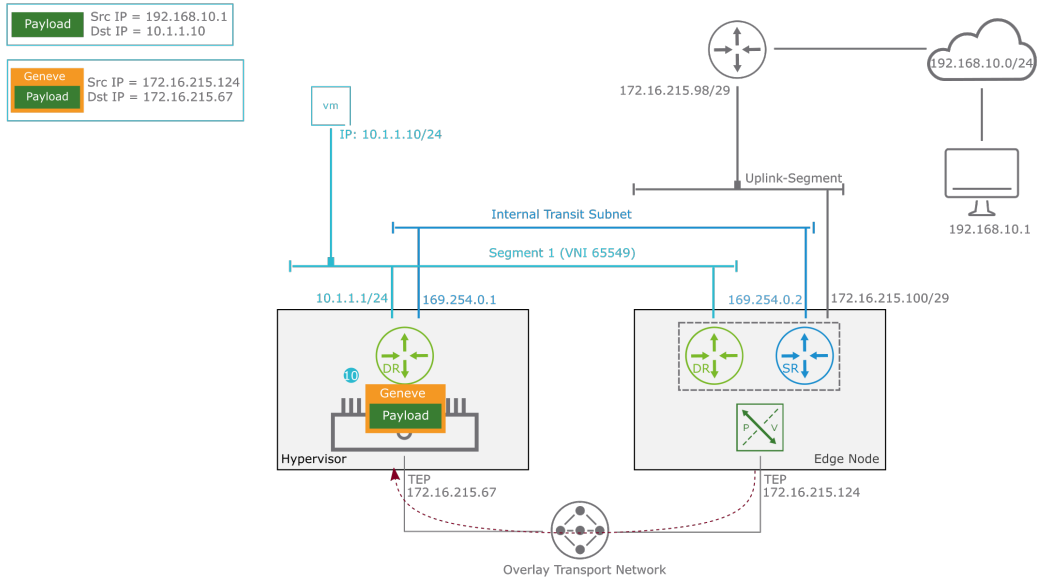 Payload
Src IP = 192.168.10.1
Dst IP = 10.1.1.10
Geneve
Payload
Src IP = 172.16.215.124
Dst IP = 172.16.215.67
192.168.10.0/24
172.16.215.98/29
vm
IP: 10.1.1.10/24
Uplink-Segment
192.168.10.1
Internal Transit Subnet
Segment 1 (VNI 65549)
10.1.1.1/24
169.254.0.1
169.254.0.2
172.16.215.100/29
DR
DR
SR
10
Geneve
Payload
P
V
Hypervisor
Edge Node
TEP
172.16.215.67
TEP
172.16.215.124
Overlay Transport Network